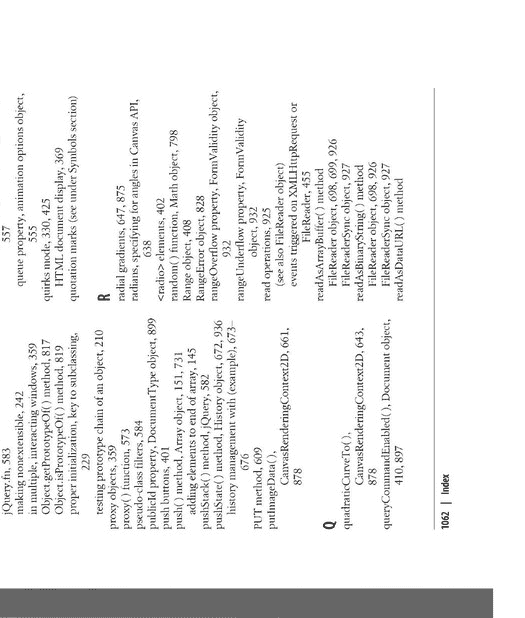 jQuery.fn, 583
making nonextensible, 242
in multiple, interacting windows, 359
Object.getPrototypeOf() method, 817
Object.isPrototypeOf() method, 819
proper initialization, key to subclassing,
229
testing prototype chain of an object, 210
proxy objects, 359
proxy() function, 573
pseudo-class filters, 584
publicId property, DocumentType object, 899
push buttons, 401
push() method, Array object, 151, 731
adding elements to end of array, 145
pushStack() method, jQuery, 582
pushState() method, History object, 672, 936
history management with (example), 673–
676
PUT method, 609
putImageData(),
CanvasRenderingContext2D, 661,
878
Q
quadraticCurveTo(),
CanvasRenderingContext2D, 643,
878
queryCommandEnabled(), Document object,
410, 897
557
queue property, animation options object,
555
quirks mode, 330, 425
HTML document display, 369
quotation marks (see under Symbols section)
R
radial gradients, 647, 875
radians, specifying for angles in Canvas API,
638
<radio> elements, 402
random() function, Math object, 798
Range object, 408
RangeError object, 828
rangeOverflow property, FormValidity object,
932
rangeUnderflow property, FormValidity
object, 932
read operations, 925
(see also FileReader object)
events triggered on XMLHttpRequest or
FileReader, 455
readAsArrayBuffer() method
FileReader object, 698, 699, 926
FileReaderSync object, 927
readAsBinaryString() method
FileReader object, 698, 926
FileReaderSync object, 927
readAsDataURL() method
1062 | Index